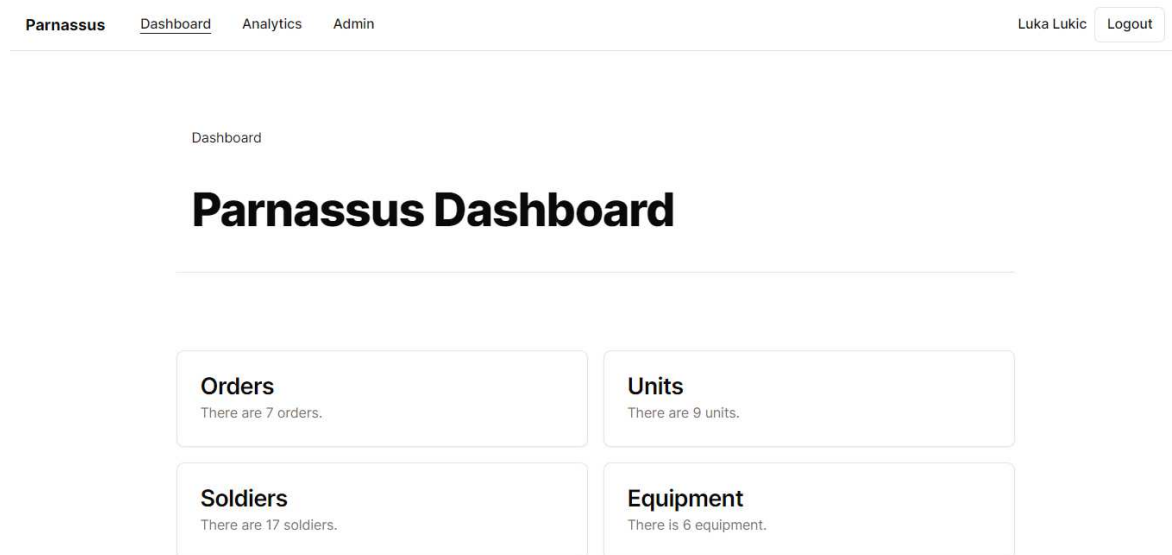 Parnassus Dashboard Analytics Admin Luka Lukic Logout
Dashboard
Parnassus Dashboard
Orders
There are 7 orders.
Units
There are 9 units.
Soldiers
There are 17 soldiers.
Equipment
There is 6 equipment.